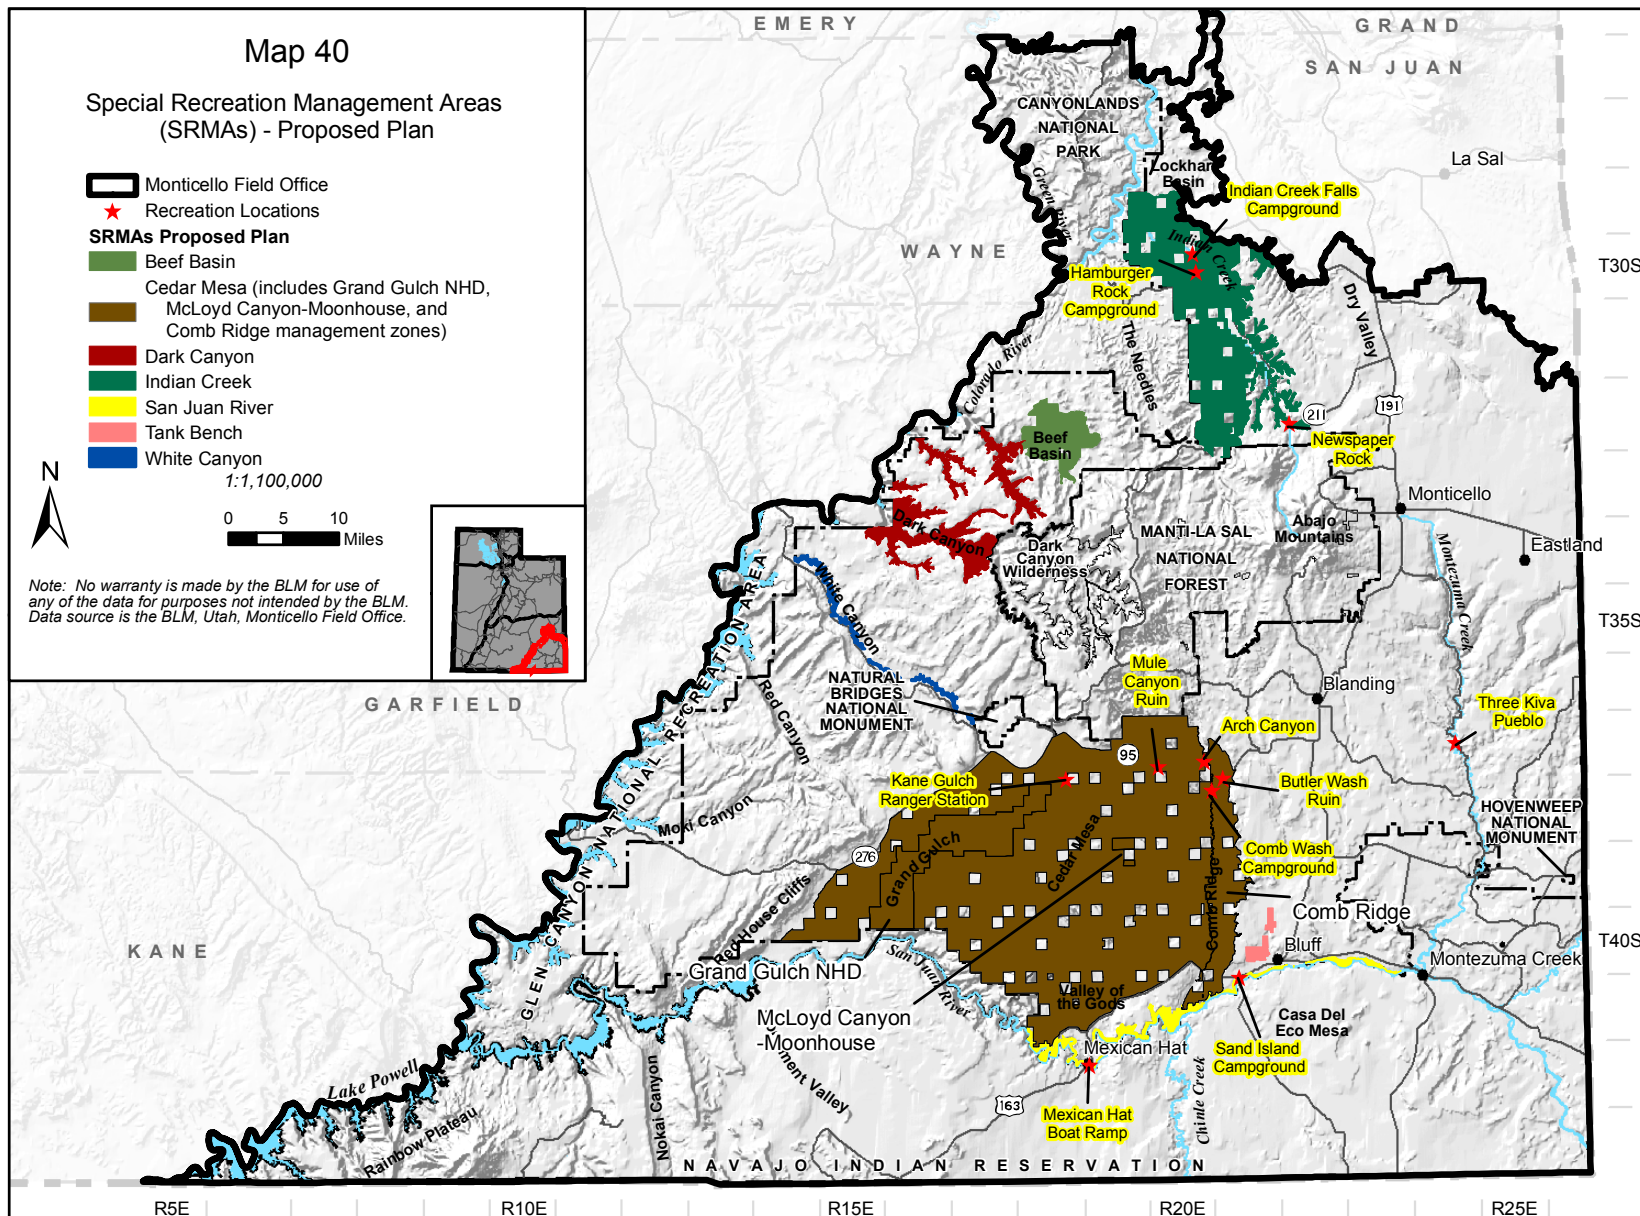 Map 40
Special Recreation Management Areas
(SRMAs) - Proposed Plan
Monticello Field Office
Recreation Locations
SRMAs Proposed Plan
Beef Basin
Cedar Mesa (includes Grand Gulch NHD,
McLoyd Canyon-Moonhouse, and
Comb Ridge management zones)
Dark Canyon
Indian Creek
San Juan River
Tank Bench
White Canyon
1:1,100,000
N
0 5 10
Miles
Note: No warranty is made by the BLM for use of
any of the data for purposes not intended by the BLM.
Data source is the BLM, Utah, Monticello Field Office.
EMERY
GRAND
SAN JUAN
WAYNE
GARFIELD
KANE
CANYONLANDS
NATIONAL
PARK
Green River
Lockhart
Basin
La Sal
Indian Creek Falls
Campground
Indian Creek
Hamburger
Rock
Campground
T30S
Dry Valley
The Needles
Colorado River
191
211
Newspaper
Rock
Beef
Basin
Monticello
Dark Canyon
Dark
Canyon
Wilderness
MANTI-LA SAL
NATIONAL
FOREST
Abajo
Mountains
Eastland
Montezuma Creek
White Canyon
T35S
GLEN CANYON NATIONAL RECREATION AREA
NATURAL
BRIDGES
NATIONAL
MONUMENT
Mule
Canyon
Ruin
Blanding
Three Kiva
Pueblo
Red Canyon
Arch Canyon
95
Kane Gulch
Ranger Station
Butler Wash
Ruin
HOVENWEEP
NATIONAL
MONUMENT
Moki Canyon
276
Grand Gulch
Cedar Mesa
Comb Wash
Campground
Comb Ridge
Red House Cliffs
Comb Ridge
T40S
Bluff
Montezuma Creek
Grand Gulch NHD
San Juan River
Valley of
the Gods
McLoyd Canyon
-Moonhouse
Casa Del
Eco Mesa
Mexican Hat
Sand Island
Campground
Lake Powell
Chinle Creek
163
Mexican Hat
Boat Ramp
Rainbow Plateau
Nokai Canyon
Valley
NAVAJO INDIAN RESERVATION
R5E
R10E
R15E
R20E
R25E